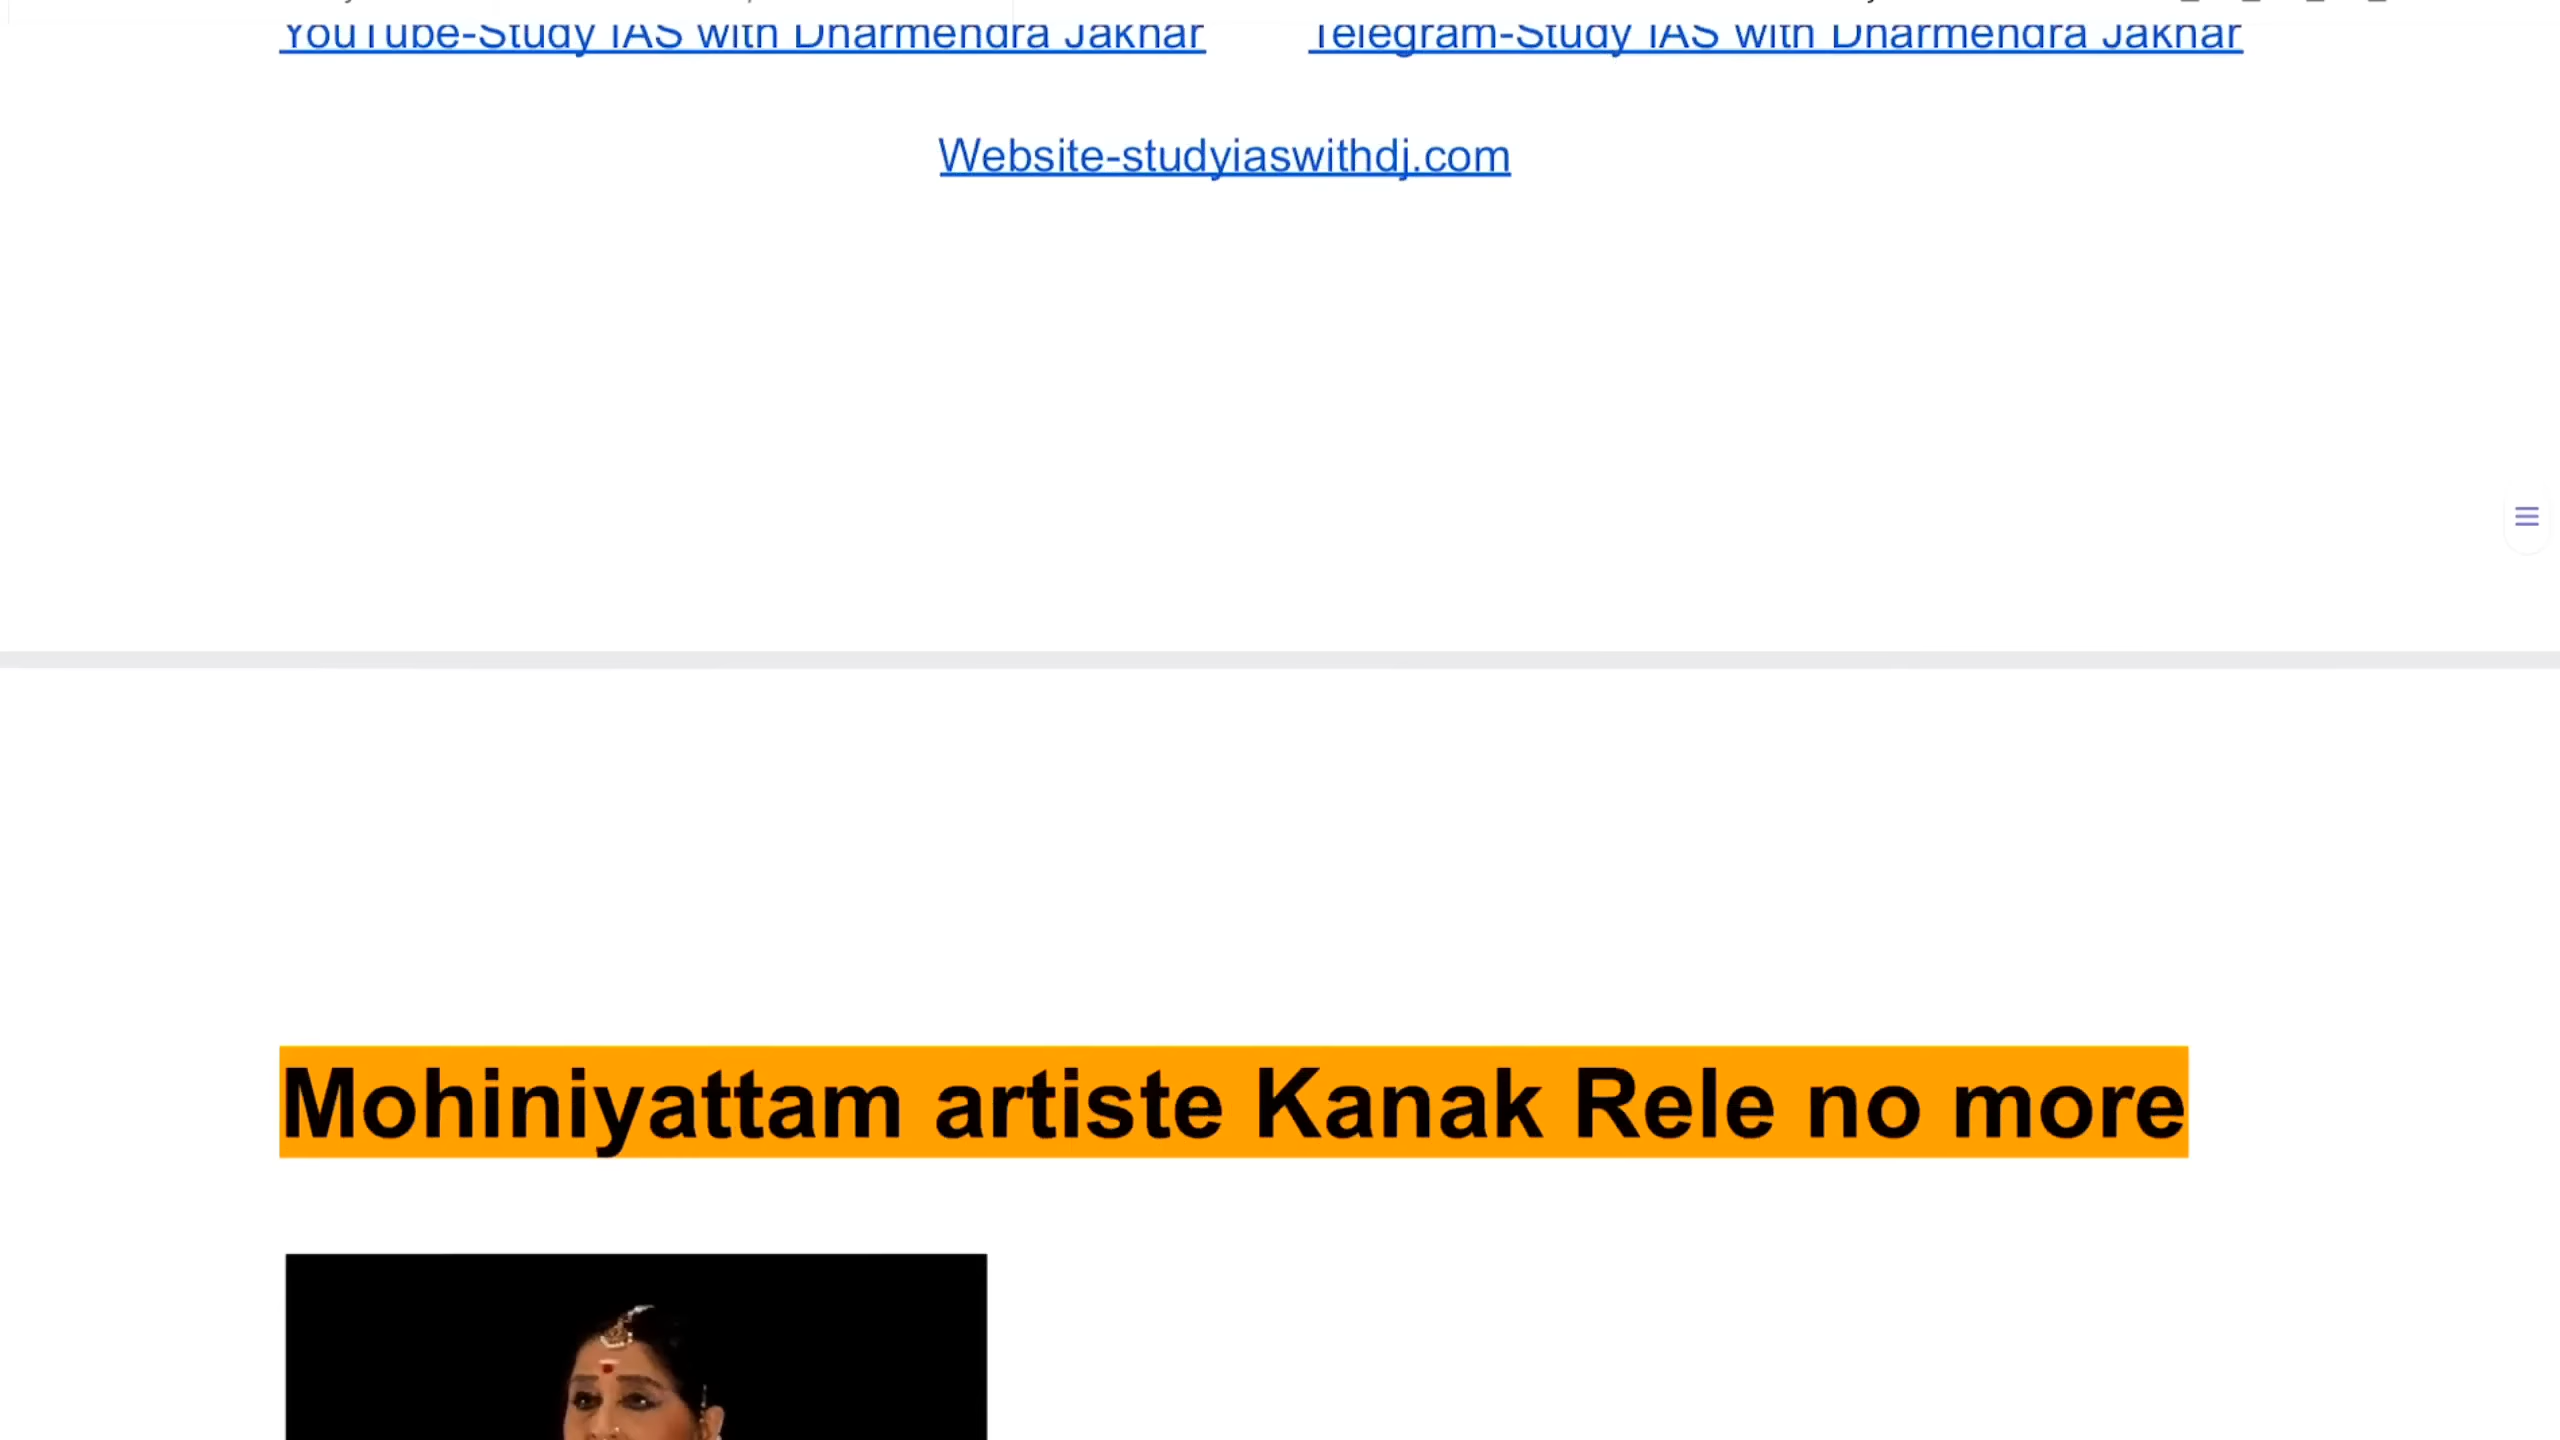 YouTube-Study IAS with Dharmendra Jakhar Telegram-Study IAS with Dharmendra Jakhar
Website-studyiaswithdj.com
Mohiniyattam artiste Kanak Rele no more